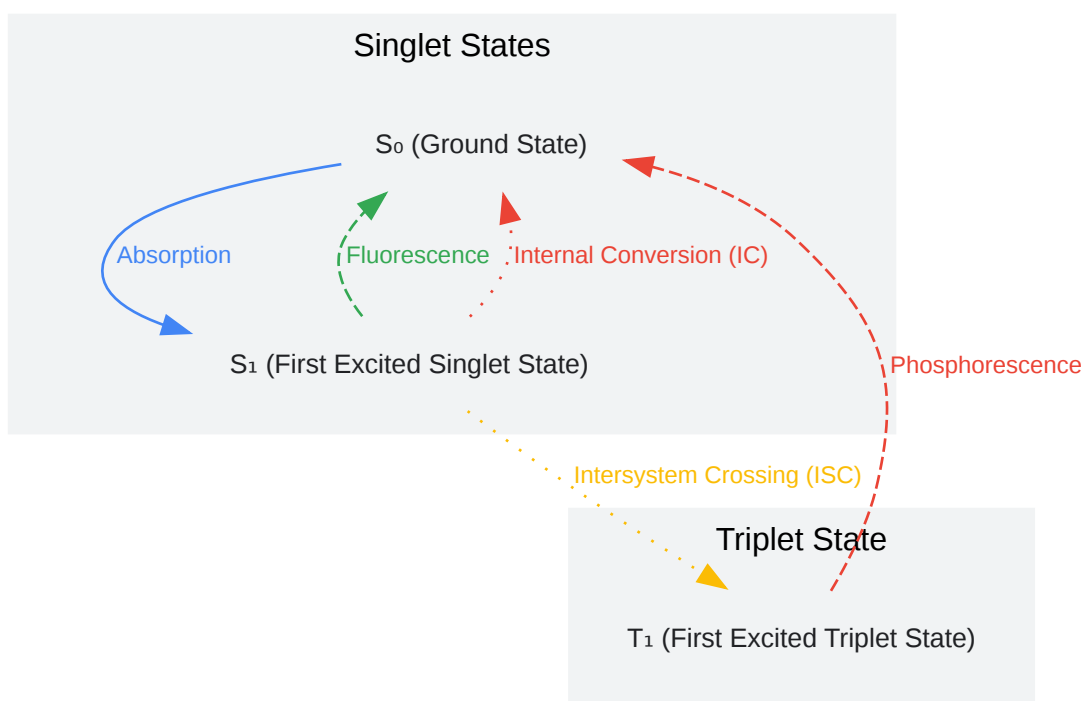 Singlet States
S₀ (Ground State)
Absorption
Fluorescence
Internal Conversion (IC)
S₁ (First Excited Singlet State)
Phosphorescence
Intersystem Crossing (ISC)
Triplet State
T₁ (First Excited Triplet State)